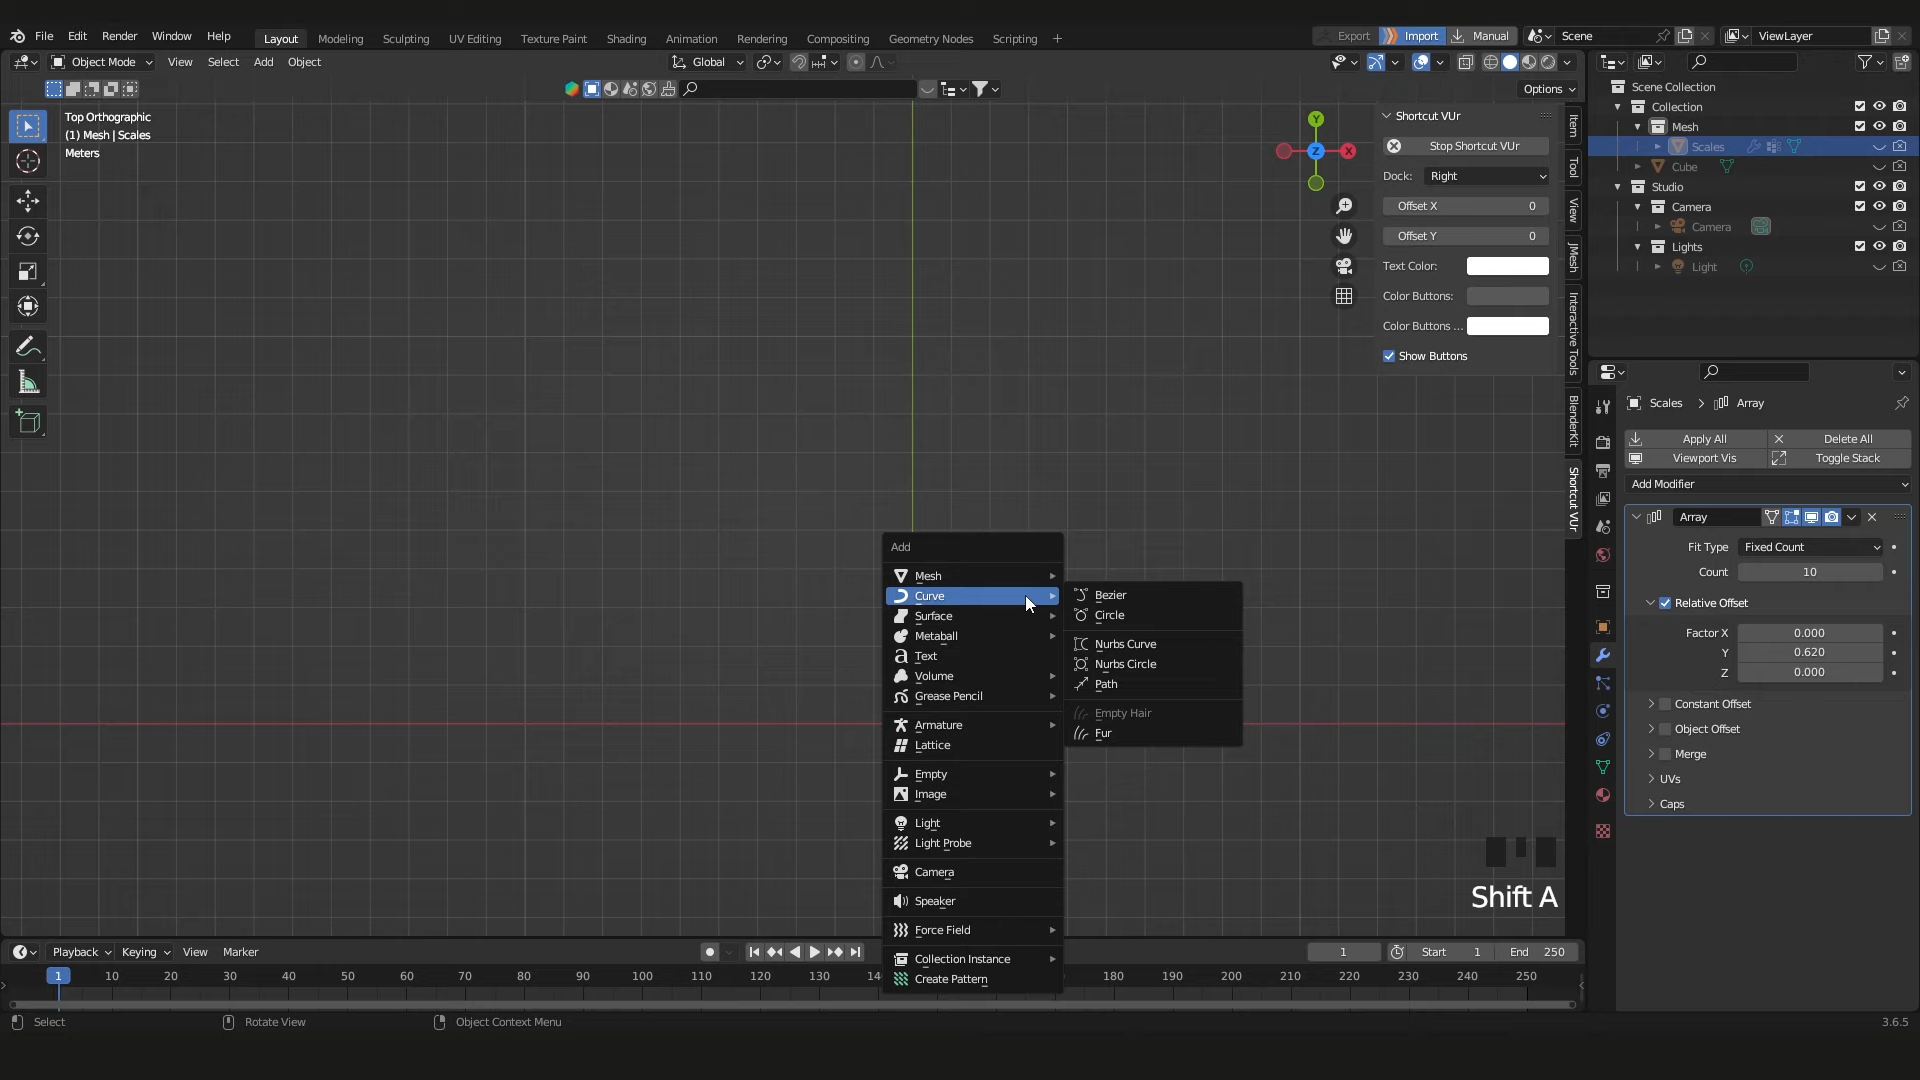 File Edit Render Window Help Layout Modeling Sculpting UV Editing Texture Paint Shading Animation Rendering Compositing Geometry Nodes Scripting + Export Import Manual Scene ViewLayer
Object Mode View Select Add Object Global
Options
Top Orthographic
(1) Mesh | Scales
Meters
Y
X
Z
Shortcut VUr
Stop Shortcut VUr
Dock: Right
Offset X 0
Offset Y 0
Text Color:
Color Buttons:
Color Buttons ...
Show Buttons
Item
Tool
View
JMesh
Interactive Tools
BlenderKit
Shortcut VUr
Scene Collection
Collection
Mesh
Scales
Cube
Studio
Camera
Camera
Lights
Light
Scales > Array
Apply All Delete All
Viewport Vis Toggle Stack
Add Modifier
Array
Fit Type Fixed Count
Count 10
Relative Offset
Factor X 0.000
Y 0.620
Z 0.000
Constant Offset
Object Offset
Merge
UVs
Caps
Add
Mesh
Curve
Surface
Metaball
Text
Volume
Grease Pencil
Armature
Lattice
Empty
Image
Light
Light Probe
Camera
Speaker
Force Field
Collection Instance
Create Pattern
Bezier
Circle
Nurbs Curve
Nurbs Circle
Path
Empty Hair
Fur
Shift A
Playback Keying View Marker 1 Start 1 End 250
1 10 20 30 40 50 60 70 80 90 100 110 120 130 180 190 200 210 220 230 240 250
Select Rotate View Object Context Menu 3.6.5